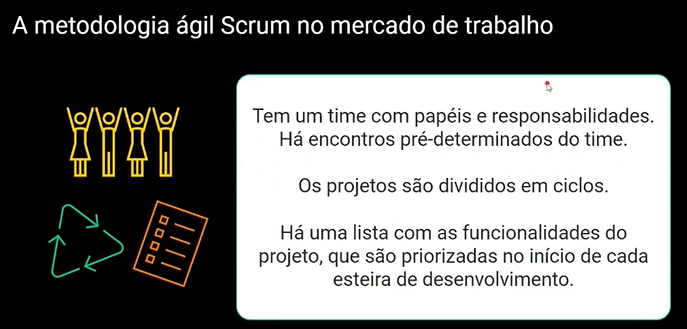 A metodologia ágil Scrum no mercado de trabalho
Tem um time com papéis e responsabilidades.
Há encontros pré-determinados do time.
Os projetos são divididos em ciclos.
Há uma lista com as funcionalidades do
projeto, que são priorizadas no início de cada
esteira de desenvolvimento.